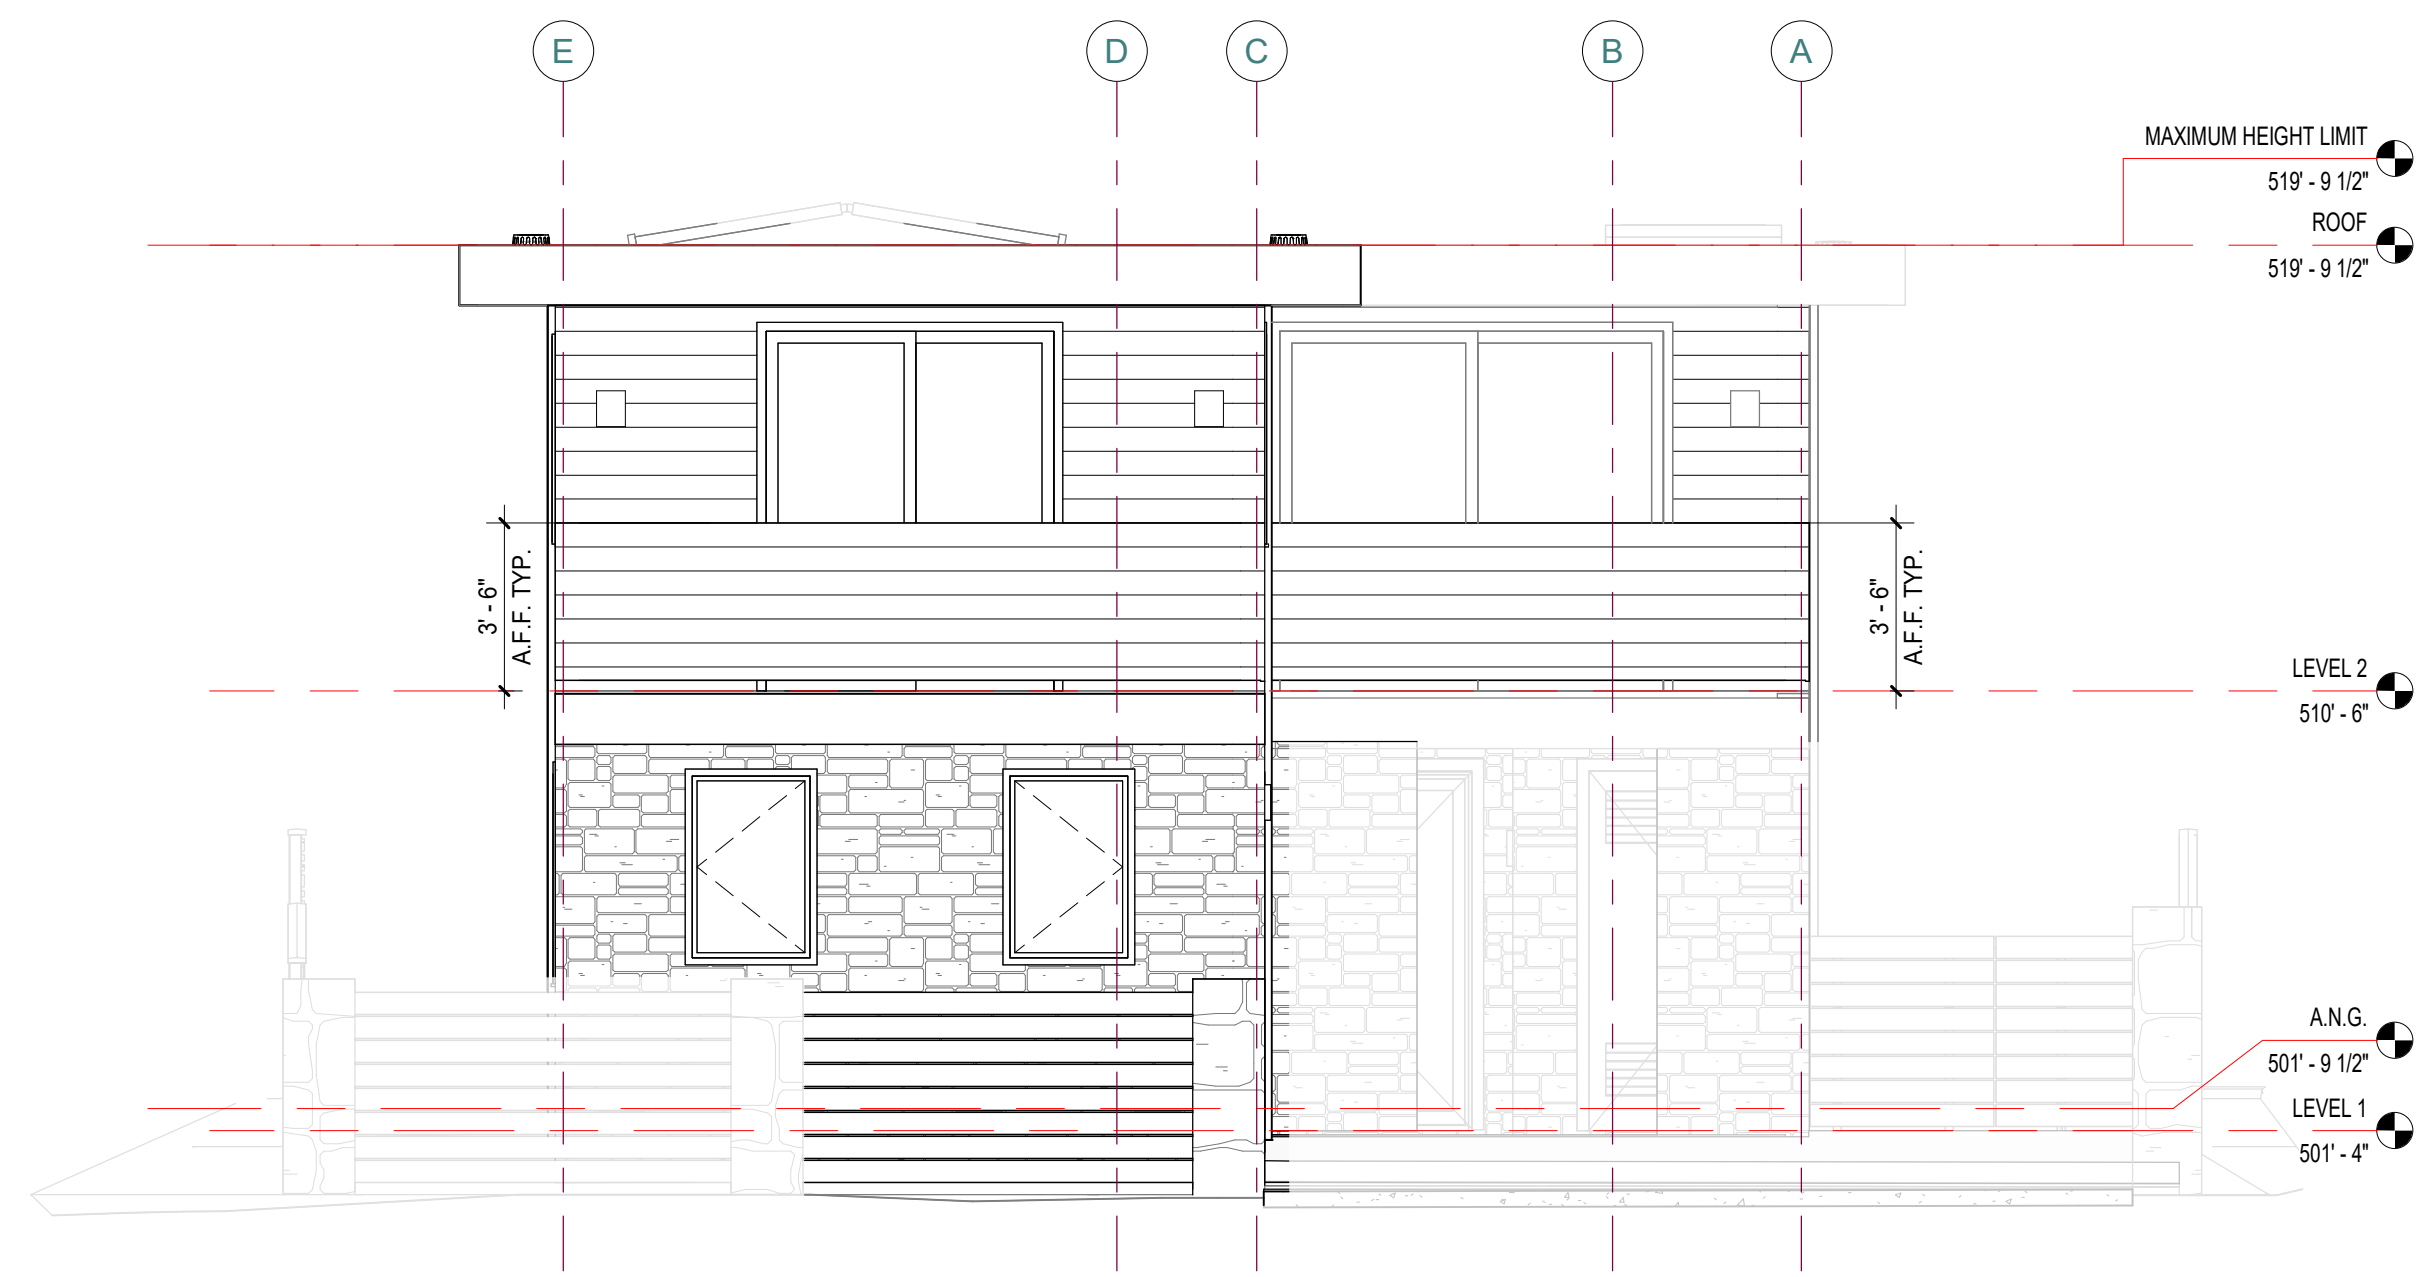 E
D
C
B
A
MAXIMUM HEIGHT LIMIT
519' - 9 1/2"
ROOF
519' - 9 1/2"
3' - 6"
A.F.F. TYP.
3' - 6"
A.F.F. TYP.
LEVEL 2
510' - 6"
A.N.G.
501' - 9 1/2"
LEVEL 1
501' - 4"